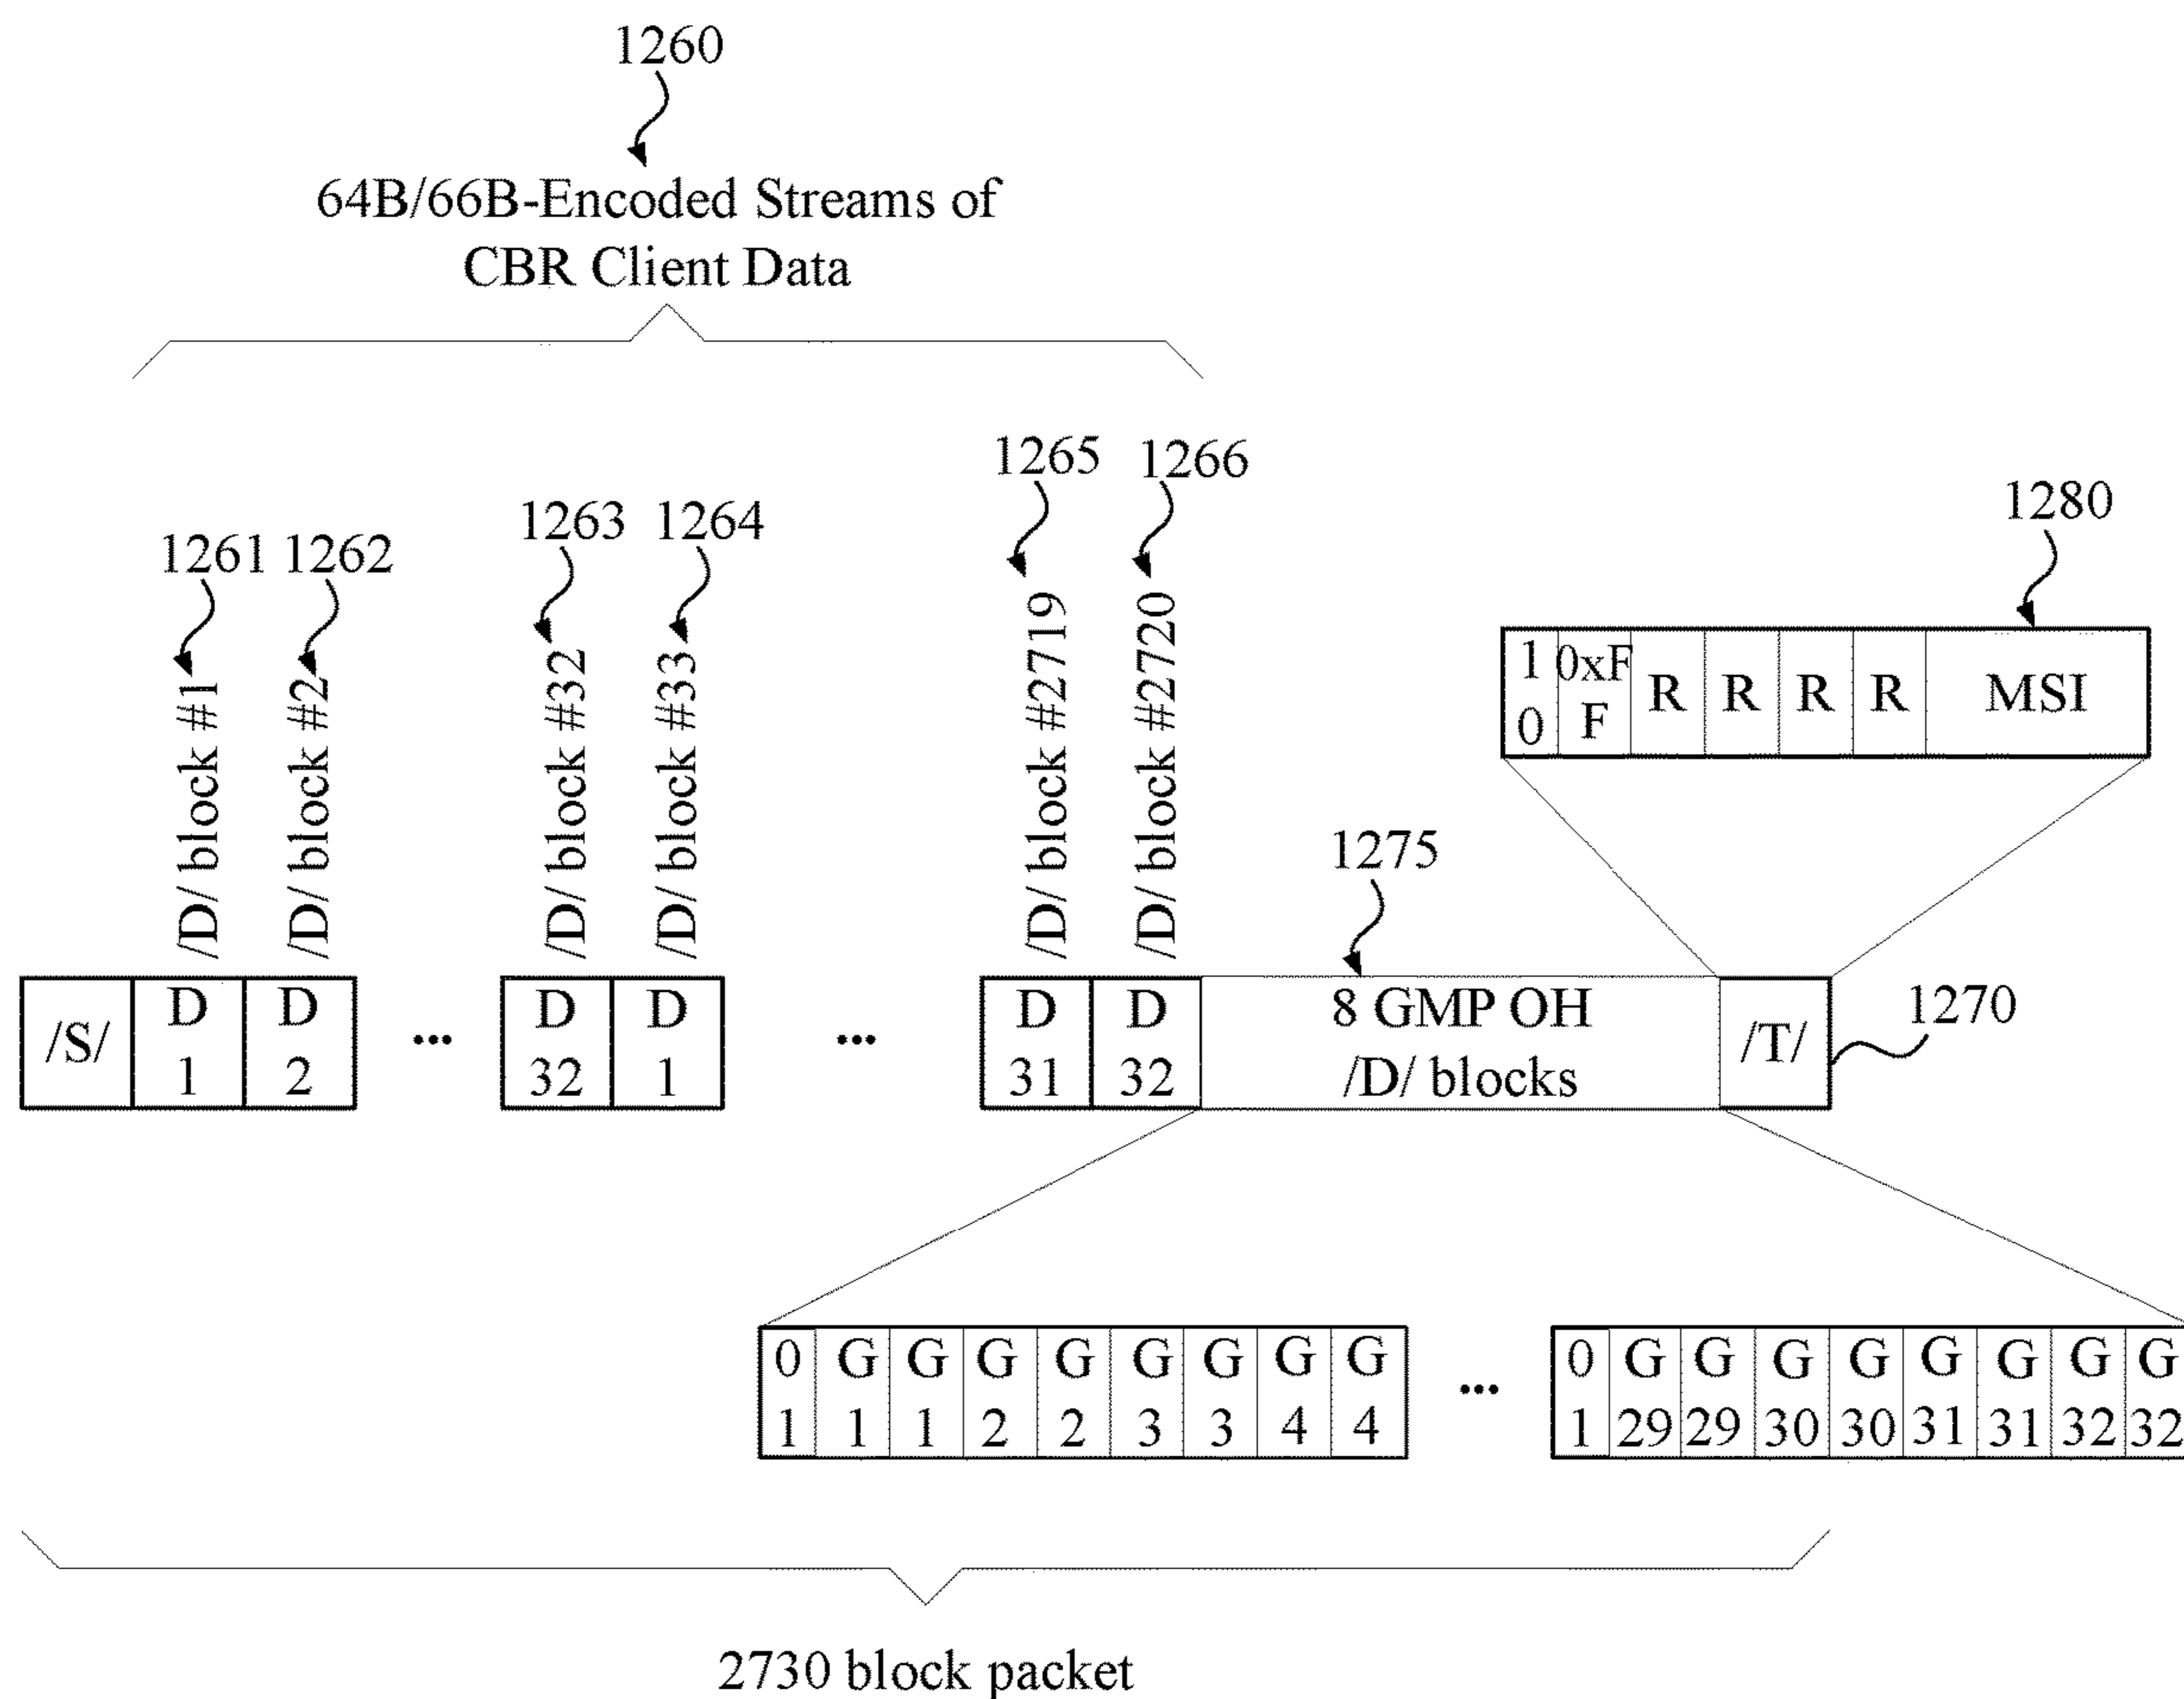 1260
64B/66B-Encoded Streams of
CBR Client Data
1265 1266
1263 1264
1280
1261 1262
/D/ block #1
/D/ block #2
/D/ block #32
/D/ block #33
/D/ block #2719
/D/ block #2720
1 0xF R R R R MSI
0 F
1275
1270
/S/ D D ... D D ... D D 8 GMP OH /T/
1 2 32 1 31 32 /D/ blocks
0 G G G G G G G G ... 0 G G G G G G G G
1 1 1 2 2 3 3 4 4 1 29 29 30 30 31 31 32 32
2730 block packet